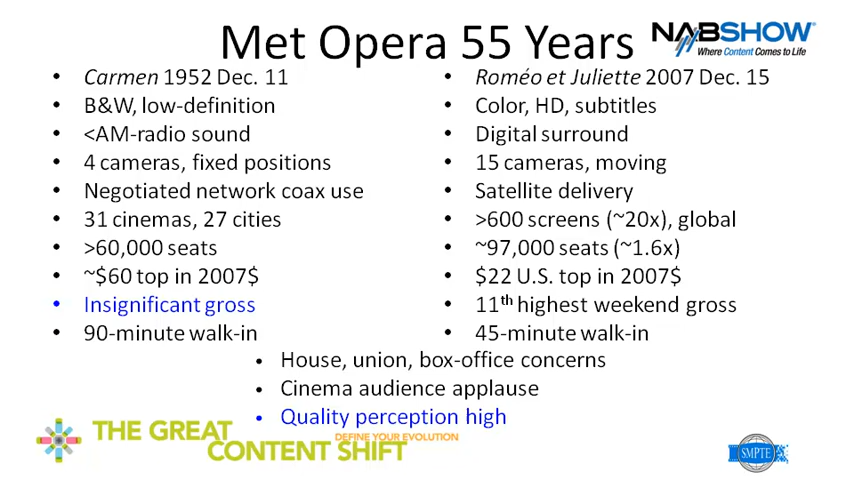 Met Opera 55 Years
NABSHOW®
Where Content Comes to Life
• Carmen 1952 Dec. 11
• B&W, low-definition
• <AM-radio sound
• 4 cameras, fixed positions
• Negotiated network coax use
• 31 cinemas, 27 cities
• >60,000 seats
• ~$60 top in 2007$
• Insignificant gross
• 90-minute walk-in
• Roméo et Juliette 2007 Dec. 15
• Color, HD, subtitles
• Digital surround
• 15 cameras, moving
• Satellite delivery
• >600 screens (~20x), global
• ~97,000 seats (~1.6x)
• $22 U.S. top in 2007$
• 11th highest weekend gross
• 45-minute walk-in
• House, union, box-office concerns
• Cinema audience applause
• Quality perception high
THE GREAT
DEFINE YOUR EVOLUTION
CONTENT SHIFT
SMPTE